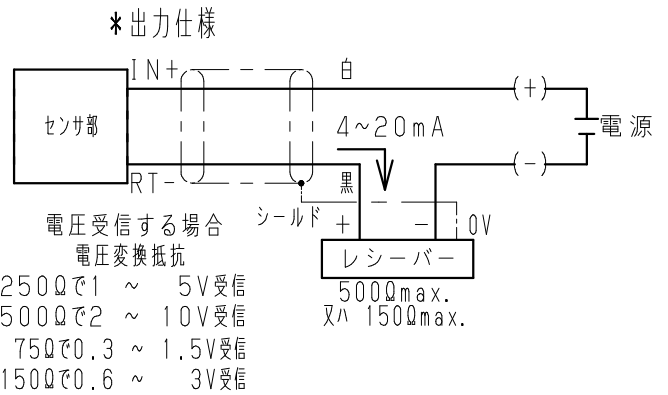 *出力仕様
IN+
白
(+)
センサ部
4~20mA
電源
(-)
RT-
黒
シールド
+
-
0V
レシーバー
500Ωmax.
又ハ 150Ωmax.
電圧受信する場合
電圧変換抵抗
250Ωで1 ~ 5V受信
500Ωで2 ~ 10V受信
75Ωで0.3 ~ 1.5V受信
150Ωで0.6 ~ 3V受信